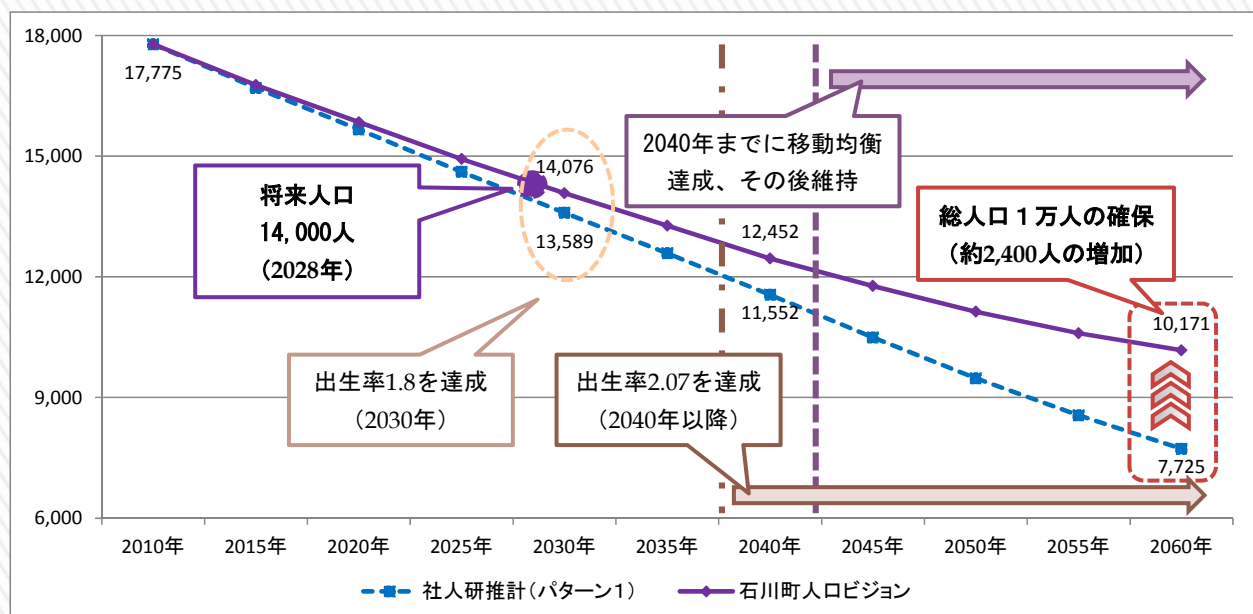 18,000
15,000
12,000
9,000
6,000
17,775
14,076
13,589
12,452
11,552
10,171
7,725
将来人口
14,000人
（2028年）
2040年までに移動均衡
達成、その後維持
総人口１万人の確保
（約2,400人の増加）
出生率1.8を達成
（2030年）
出生率2.07を達成
（2040年以降）
2010年 2015年 2020年 2025年 2030年 2035年 2040年 2045年 2050年 2055年 2060年
社人研推計（パターン１） 石川町人口ビジョン